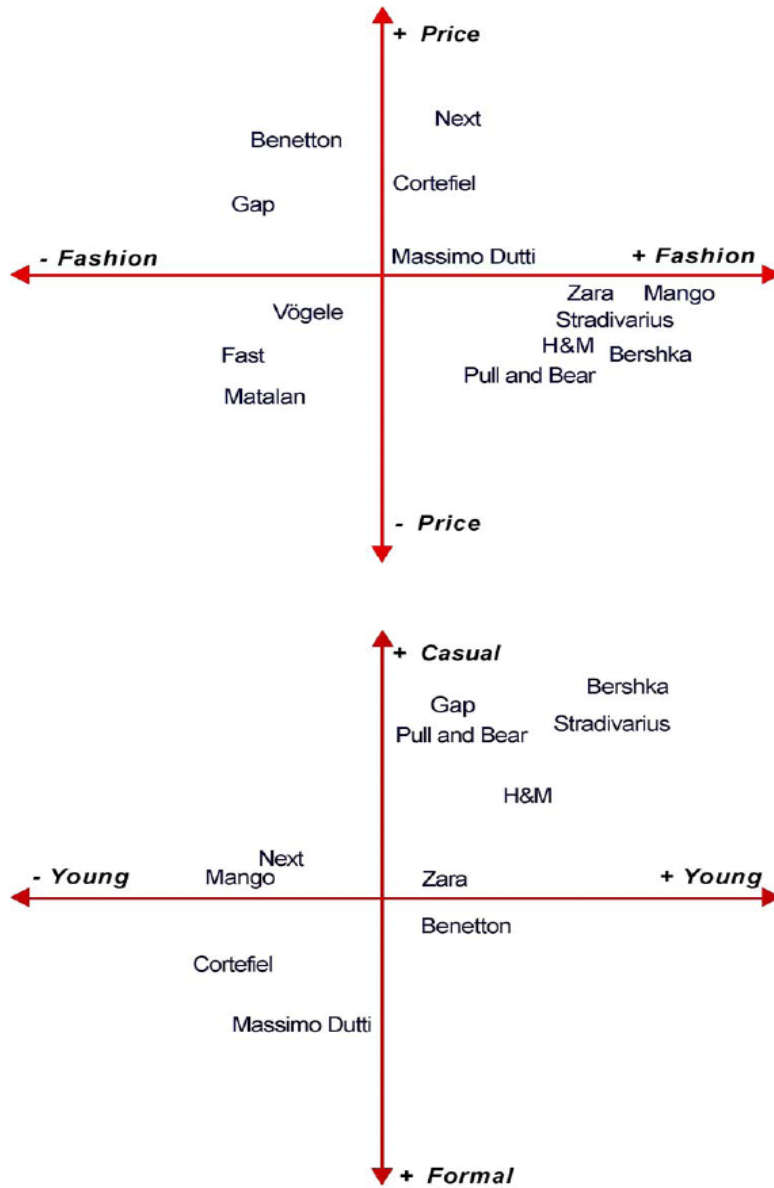 + Price
Next
Benetton
Cortefiel
Gap
Massimo Dutti
- Fashion
+ Fashion
Zara
Mango
Vögele
Stradivarius
H&M
Fast
Bershka
Pull and Bear
Matalan
- Price
+ Casual
Bershka
Gap
Stradivarius
Pull and Bear
H&M
Next
- Young
Mango
Zara
+ Young
Benetton
Cortefiel
Massimo Dutti
+ Formal